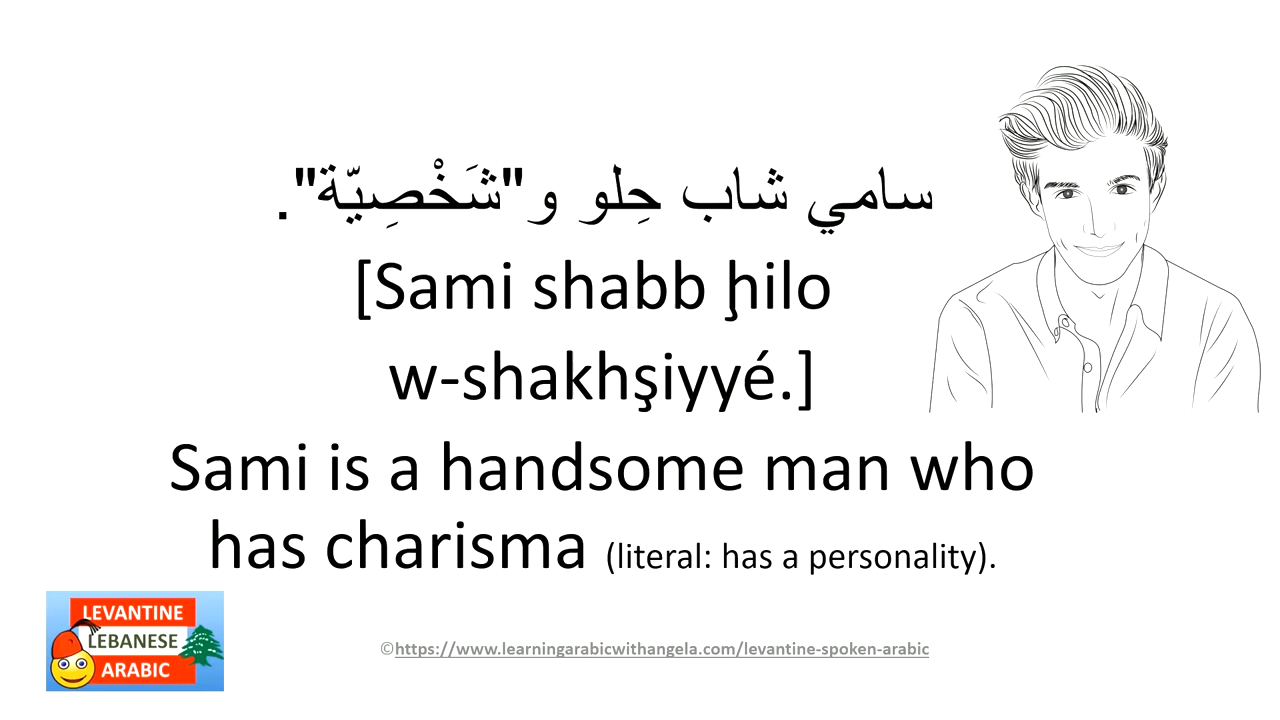 سامي شاب حِلو و"شَخْصِيّة".
[Sami shabb ḩilo
w-shakhşiyyé.]
Sami is a handsome man who
has charisma (literal: has a personality).
LEVANTINE
LEBANESE
ARABIC
©https://www.learningarabicwithangela.com/levantine-spoken-arabic